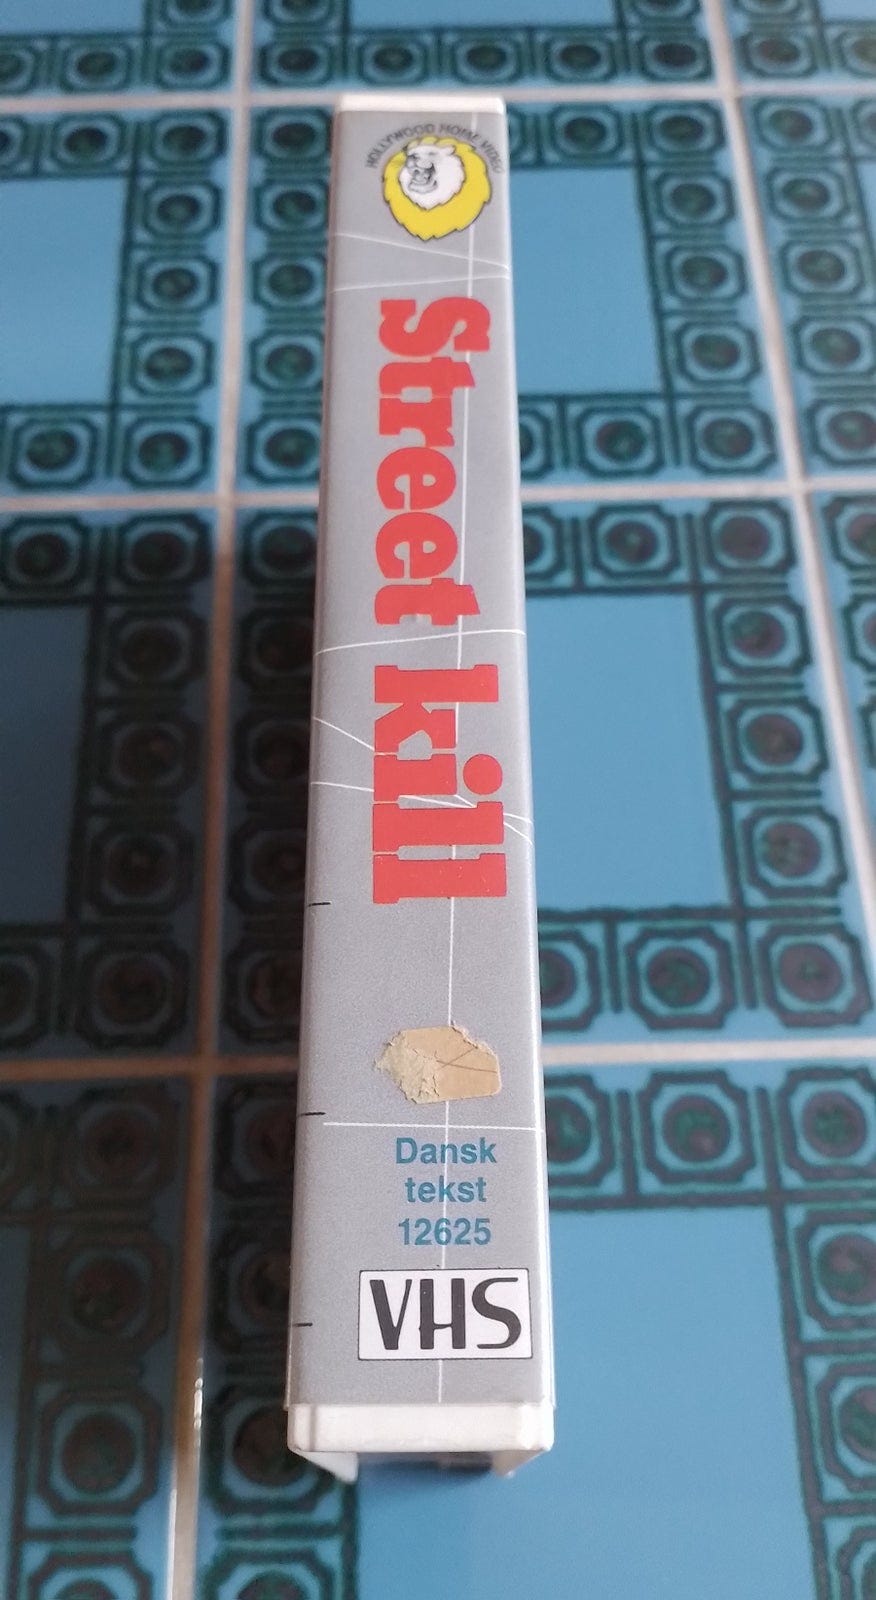 HOLLYWOOD HOME VIDEO
Street kill
Dansk
tekst
12625
VHS